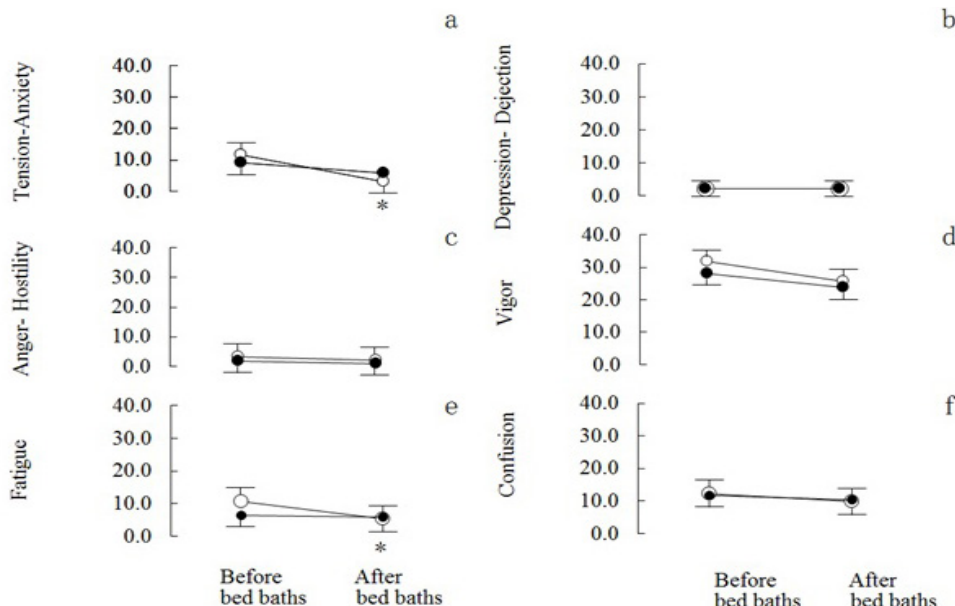 a
Tension-Anxiety
40.0
30.0
20.0
10.0
0.0
*
b
Depression- Dejection
40.0
30.0
20.0
10.0
0.0
c
Anger- Hostility
40.0
30.0
20.0
10.0
0.0
d
Vigor
40.0
30.0
20.0
10.0
0.0
e
Fatigue
40.0
30.0
20.0
10.0
0.0
*
Before
bed baths
After
bed baths
f
Confusion
40.0
30.0
20.0
10.0
0.0
Before
bed baths
After
bed baths